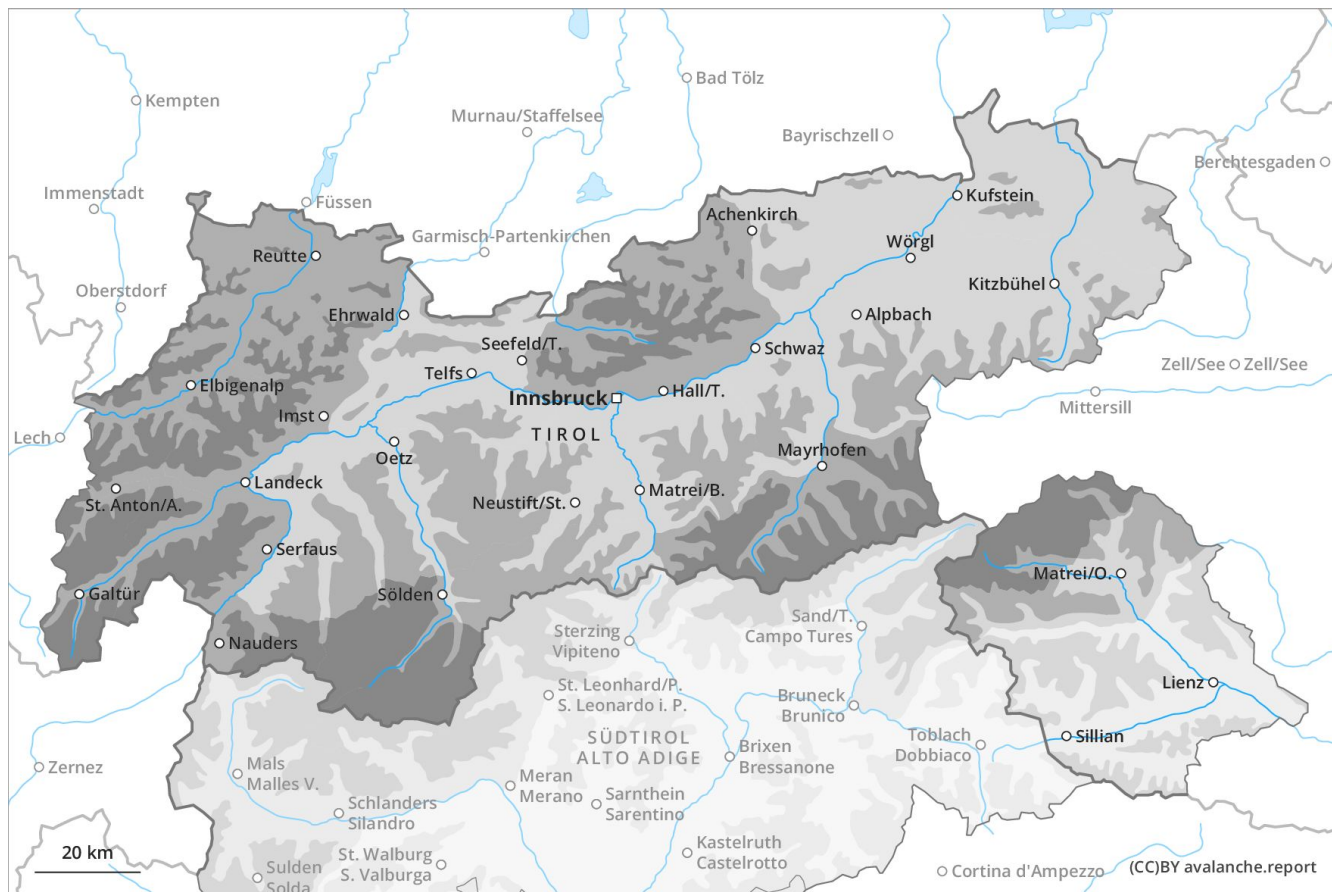 Bad Tölz
Kempten
Murnau/Staffelsee
Bayrischzell
Berchtesgaden
Immenstadt
Füssen
Kufstein
Achenkirch
Garmisch-Partenkirchen
Wörgl
Reutte
Kitzbühel
Oberstdorf
Ehrwald
Alpbach
Seefeld/T.
Schwaz
Zell/See
Zell/See
Telfs
Elbigenalp
Hall/T.
Innsbruck
Mittersill
Imst
Lech
TIROL
Oetz
Mayrhofen
Landeck
St. Anton/A.
Neustift/St.
Matrei/B.
Serfaus
Matrei/O.
Galtür
Sölden
Sand/T.
Campo Tures
Sterzing
Vipiteno
Nauders
Lienz
St. Leonhard/P.
S. Leonardo i. P.
Bruneck
Brunico
SÜDTIROL
ALTO ADIGE
Toblach
Dobbiaco
Sillian
Brixen
Bressanone
Zernez
Mals
Malles V.
Meran
Merano
Sarnthein
Sarentino
Schlanders
Silandro
Kastelruth
Castelrotto
20 km
St. Walburg
S. Valburga
Sulden
Solda
Cortina d'Ampezzo
(CC)BY avalanche.report